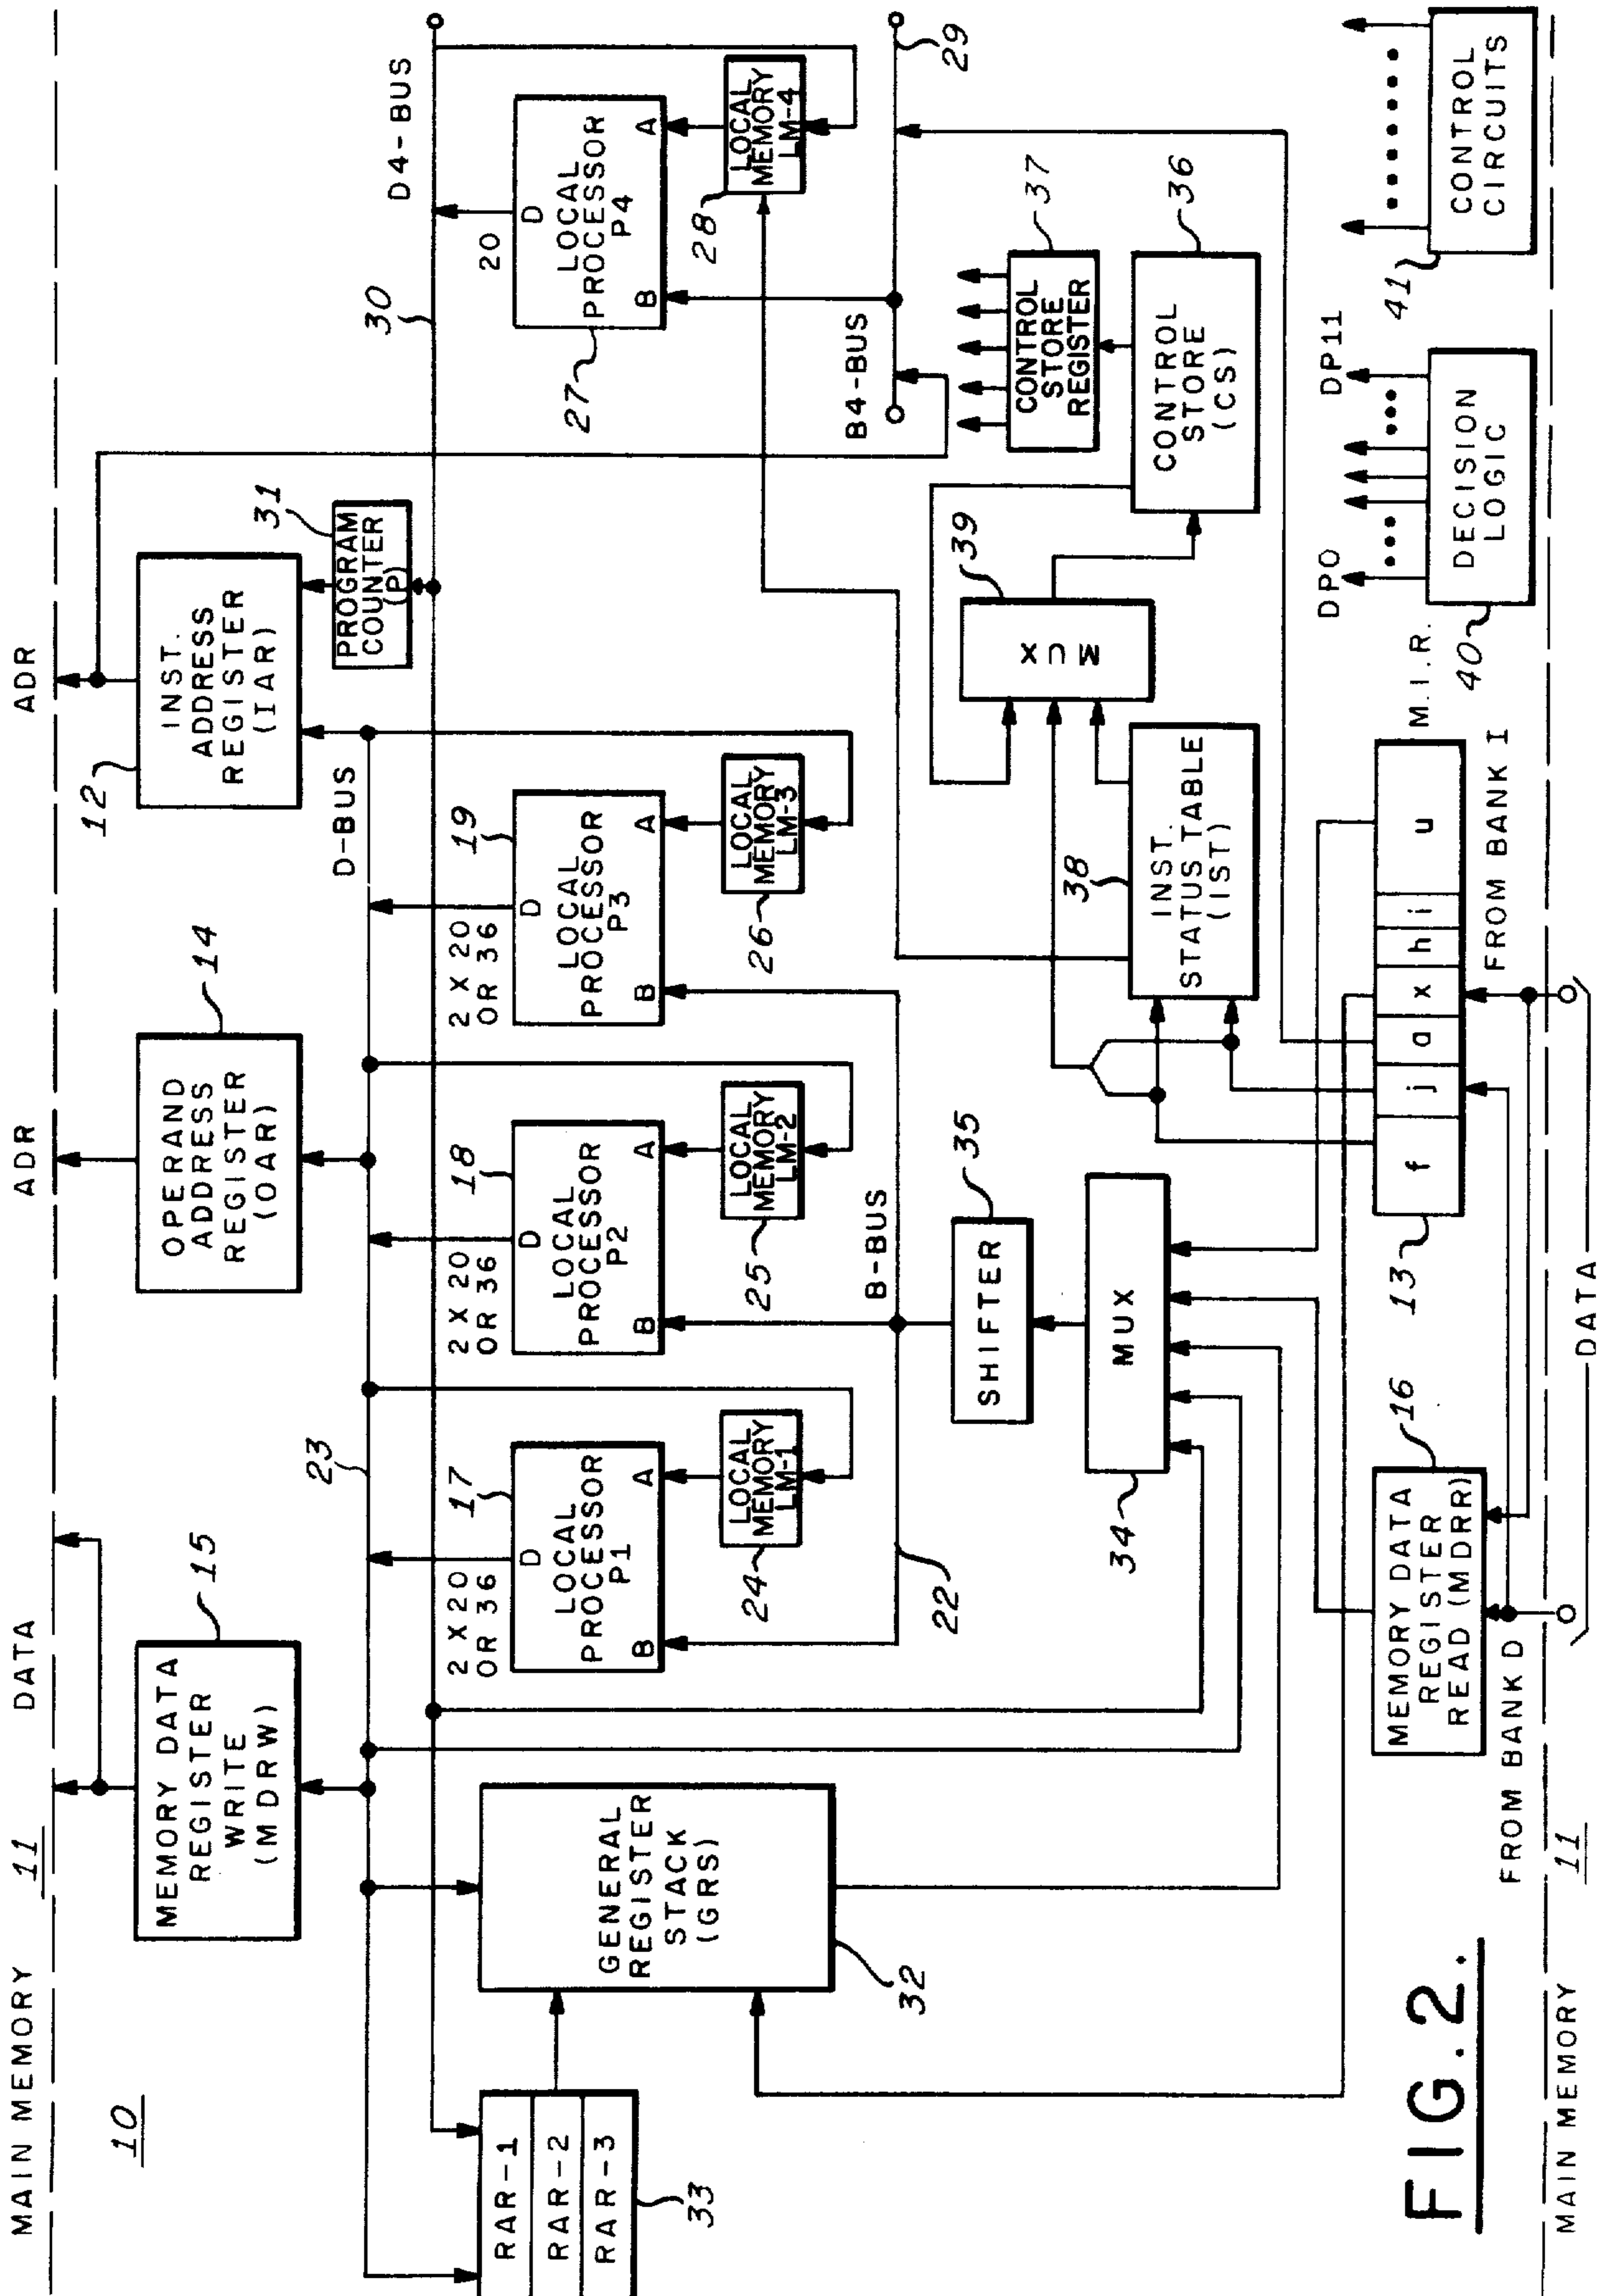 MAIN MEMORY 11
DATA
ADR
ADR
10
MEMORY DATA
REGISTER
WRITE
(MDRW)
15
OPERAND
ADDRESS
REGISTER
(OAR)
14
INST.
ADDRESS
REGISTER
(IAR)
12
PROGRAM
COUNTER
(P)
31
23
D-BUS
30
D4-BUS
RAR-1
RAR-2
RAR-3
33
GENERAL
REGISTER
STACK
(GRS)
32
2 X 20
OR 36
17
D
LOCAL
PROCESSOR
P1
B
A
LOCAL
MEMORY
LM-1
24
2 X 20
OR 36
18
D
LOCAL
PROCESSOR
P2
B
A
LOCAL
MEMORY
LM-2
25
2 X 20
OR 36
19
D
LOCAL
PROCESSOR
P3
B
A
LOCAL
MEMORY
LM-3
26
20
D
LOCAL
PROCESSOR
P4
B
A
27
LOCAL
MEMORY
LM-4
28
22
B-BUS
B4-BUS
29
SHIFTER
35
MUX
34
MUX
39
CONTROL
STORE
REGISTER
37
CONTROL
STORE
(CS)
36
INST.
STATUS TABLE
(IST)
38
MEMORY DATA
REGISTER
READ (MDRR)
16
f j a x h i u
M.I.R.
13
DP0
DP11
DECISION
LOGIC
40
CONTROL
CIRCUITS
41
FROM BANK D
FROM BANK I
DATA
MAIN MEMORY 11
FIG. 2.